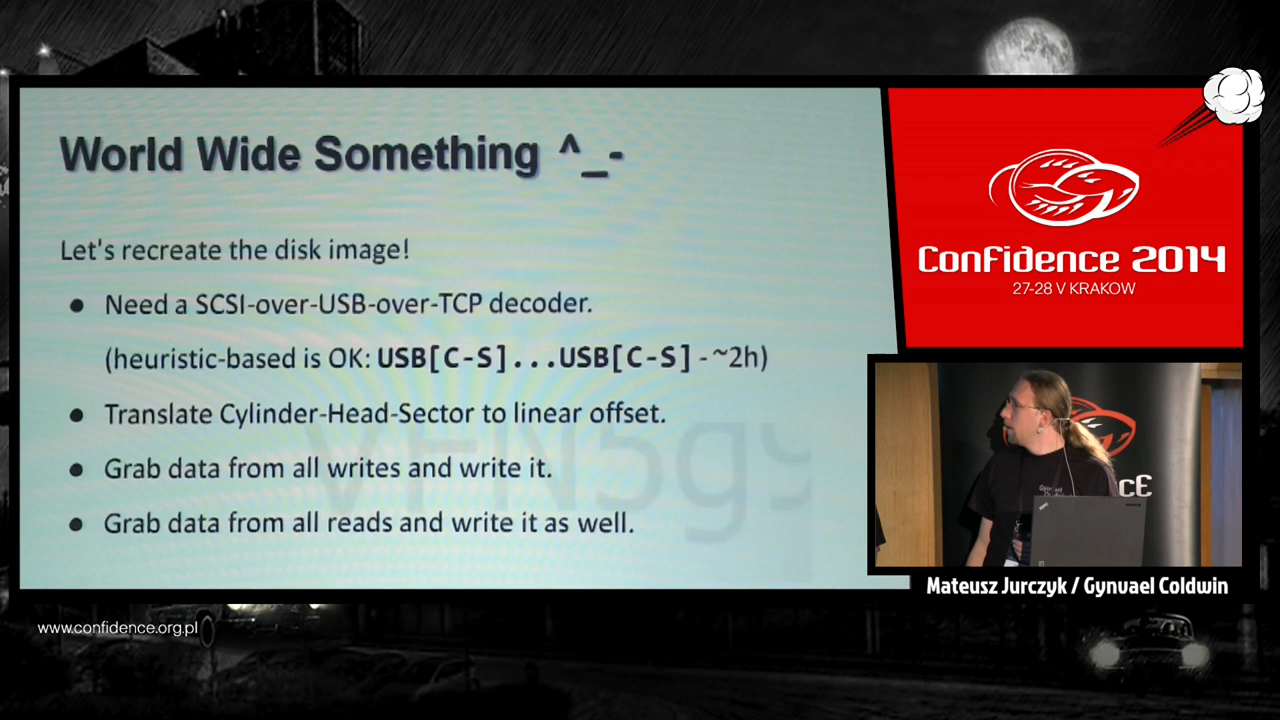 World Wide Something ^_-
Let's recreate the disk image!
● Need a SCSI-over-USB-over-TCP decoder.
(heuristic-based is OK: USB[C-S]...USB[C-S] - ~2h)
● Translate Cylinder-Head-Sector to linear offset.
● Grab data from all writes and write it.
● Grab data from all reads and write it as well.
Confidence 2014
27-28 V KRAKOW
Mateusz Jurczyk / Gynvael Coldwin
www.confidence.org.pl